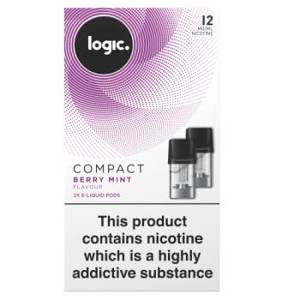 logic.
12
MG/ML
NICOTINE
COMPACT
BERRY MINT
FLAVOUR
2X E-LIQUID PODS
This product
contains nicotine
which is a highly
addictive substance